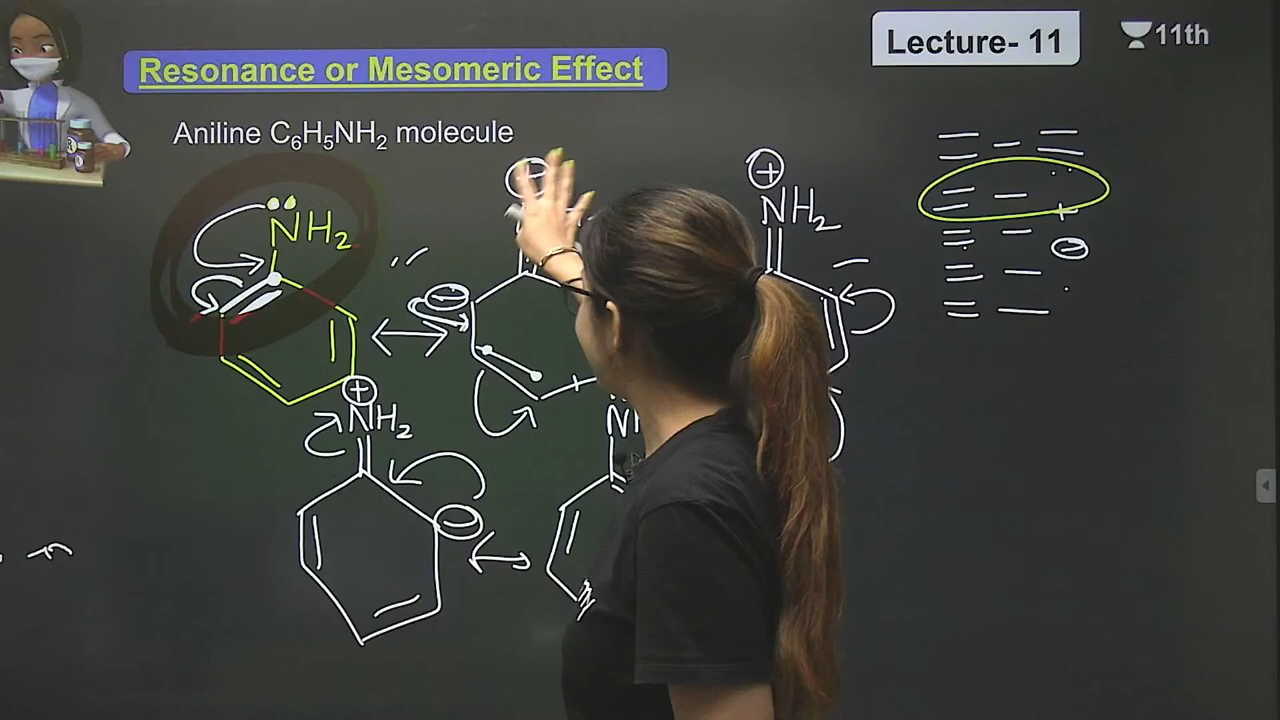 Lecture- 11
11th
Resonance or Mesomeric Effect
Aniline C₆H₅NH₂ molecule
NH₂
NH₂
NH₂